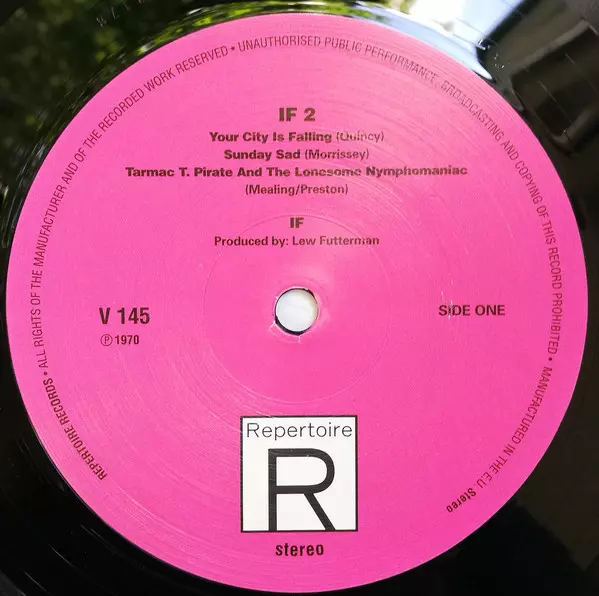 REPERTOIRE RECORDS • ALL RIGHTS OF THE MANUFACTURER AND OF THE RECORDED WORK RESERVED • UNAUTHORISED PUBLIC PERFORMANCE, BROADCASTING AND COPYING OF THIS RECORD PROHIBITED • MANUFACTURED IN THE E.U. Stereo
IF 2
Your City Is Falling (Quincy)
Sunday Sad (Morrissey)
Tarmac T. Pirate And The Lonesome Nymphomaniac
(Mealing/Preston)
IF
Produced by: Lew Futterman
V 145
℗ 1970
SIDE ONE
Repertoire
R
stereo